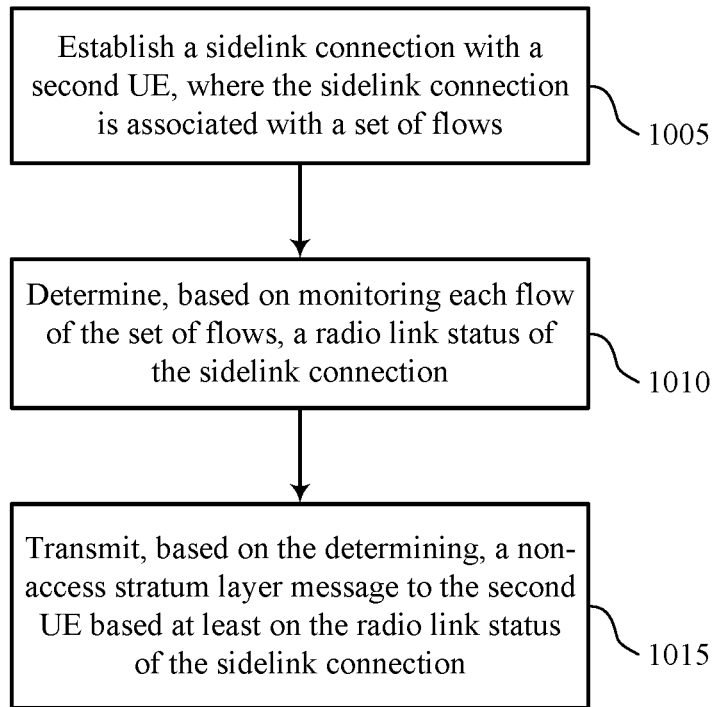 Establish a sidelink connection with a
second UE, where the sidelink connection
is associated with a set of flows
1005
Determine, based on monitoring each flow
of the set of flows, a radio link status of
the sidelink connection
1010
Transmit, based on the determining, a non-
access stratum layer message to the second
UE based at least on the radio link status
of the sidelink connection
1015